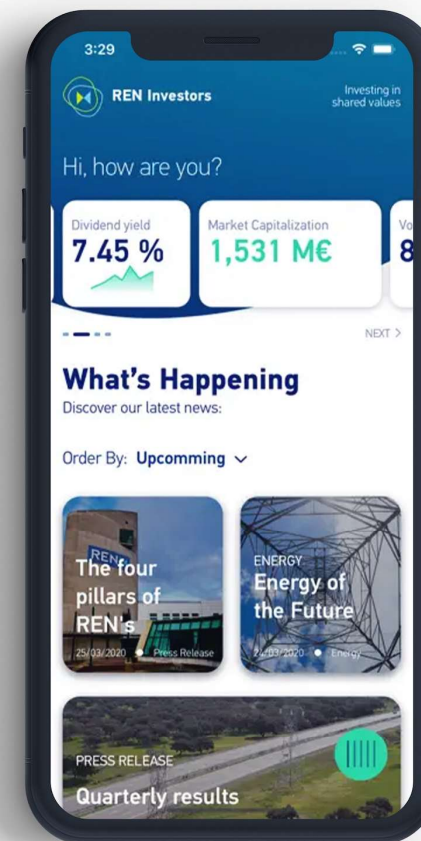 3:29
REN Investors
Investing in
shared values
Hi, how are you?
Dividend yield
7.45 %
Market Capitalization
1,531 M€
Vo
8
NEXT >
What's Happening
Discover our latest news:
Order By: Upcomming
REN
The four
pillars of
REN's
25/03/2020 ● Press Release
ENERGY
Energy of
the Future
24/03/2020 ● Energy
PRESS RELEASE
Quarterly results